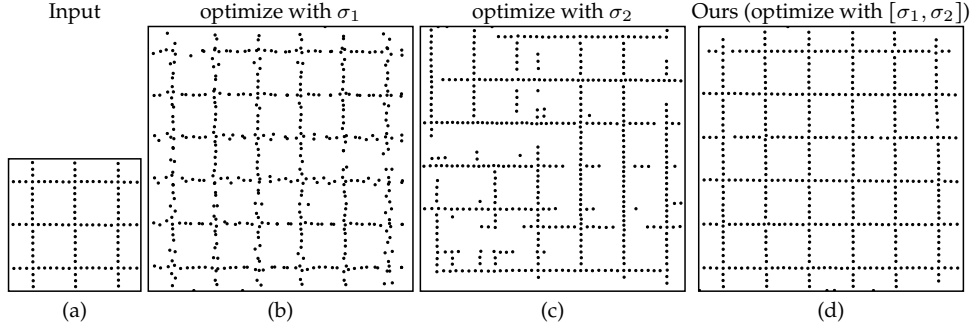 Input optimize with σ₁ optimize with σ₂ Ours (optimize with [σ₁, σ₂])
(a) (b) (c) (d)